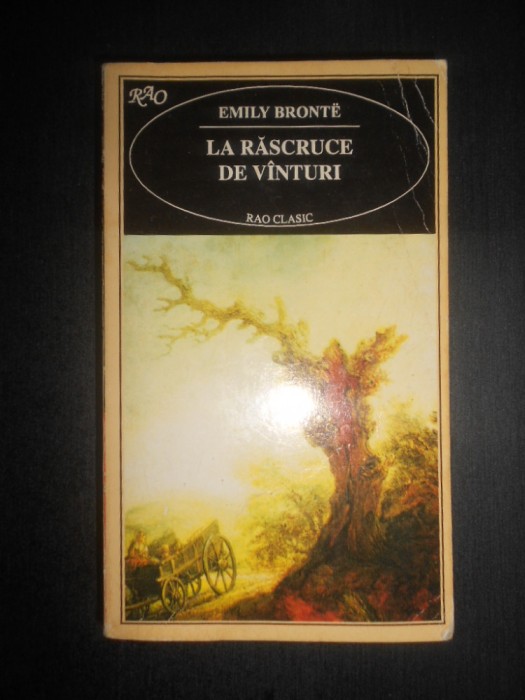 RAO
EMILY BRONTË
LA RĂSCRUCE
DE VÎNTURI
RAO CLASIC